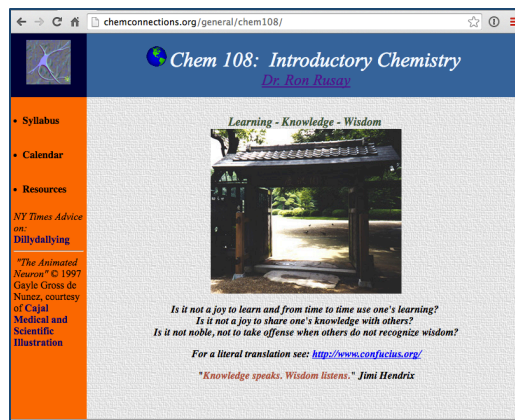 chemconnections.org/general/chem108/
Chem 108: Introductory Chemistry
Dr. Ron Rusay
• Syllabus
• Calendar
• Resources
NY Times Advice
on:
Dillydallying
"The Animated
Neuron" © 1997
Gayle Gross de
Nunez, courtesy
of Cajal
Medical and
Scientific
Illustration
Learning - Knowledge - Wisdom
Is it not a joy to learn and from time to time use one's learning?
Is it not a joy to share one's knowledge with others?
Is it not noble, not to take offense when others do not recognize wisdom?
For a literal translation see: http://www.confucius.org/
"Knowledge speaks. Wisdom listens." Jimi Hendrix